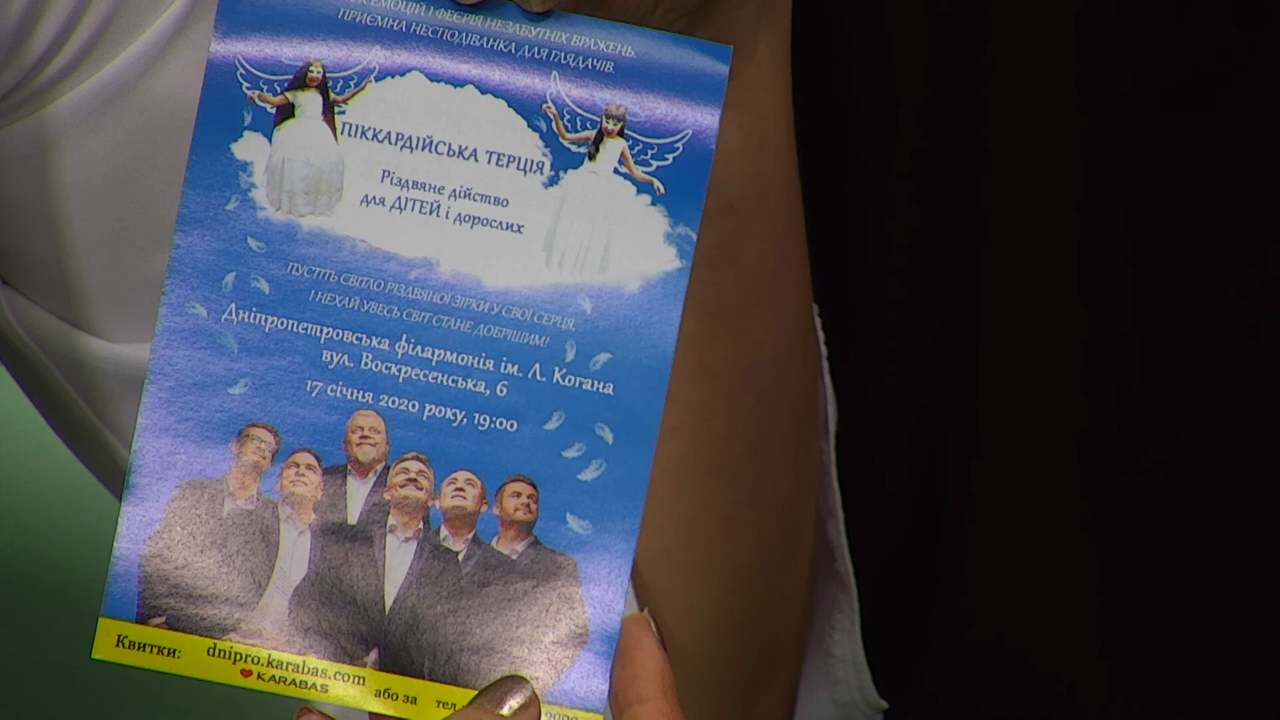 ЕМОЦІЙ І ФЕЄРІЯ НЕЗАБУТНІХ ВРАЖЕНЬ.
ПРИЄМНА НЕСПОДІВАНКА ДЛЯ ГЛЯДАЧІВ.
ПІККАРДІЙСЬКА ТЕРЦІЯ
Різдвяне дійство
для ДІТЕЙ і дорослих
ПУСТІТЬ СВІТЛО РІЗДВЯНОЇ ЗІРКИ У СВОЇ СЕРЦЯ,
І НЕХАЙ УВЕСЬ СВІТ СТАНЕ ДОБРІШИМ!
Дніпропетровська філармонія ім. Л. Когана
вул. Воскресенська, 6
17 січня 2020 року, 19:00
Квитки: dnipro.karabas.com
KARABAS або за тел.